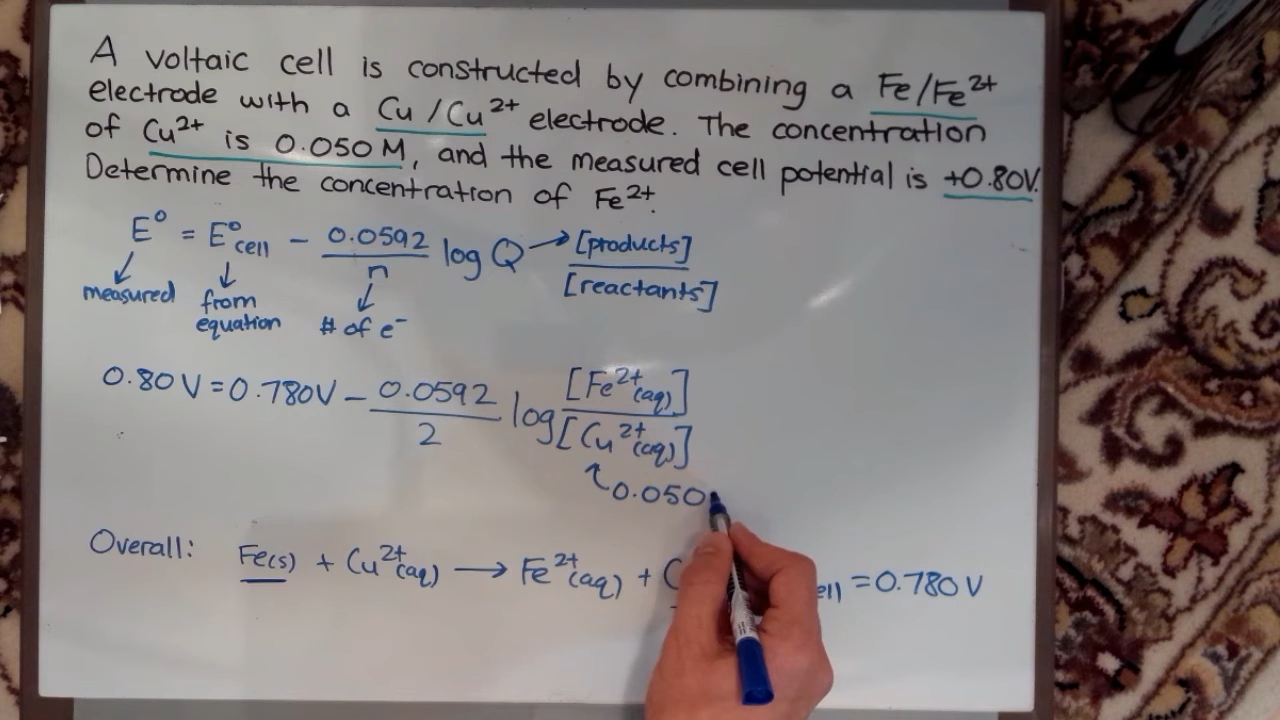 A voltaic cell is constructed by combining a Fe/Fe²⁺
electrode with a Cu/Cu²⁺ electrode. The concentration
of Cu²⁺ is 0.050 M, and the measured cell potential is +0.80V.
Determine the concentration of Fe²⁺.
E° = E°cell − 0.0592/n log Q → [products]/[reactants]
measured
from equation
# of e⁻
0.80V = 0.780V − 0.0592/2 log [Fe²⁺(aq)]/[Cu²⁺(aq)]
0.050
Overall: Fe(s) + Cu²⁺(aq) → Fe²⁺(aq) + C ell = 0.780 V